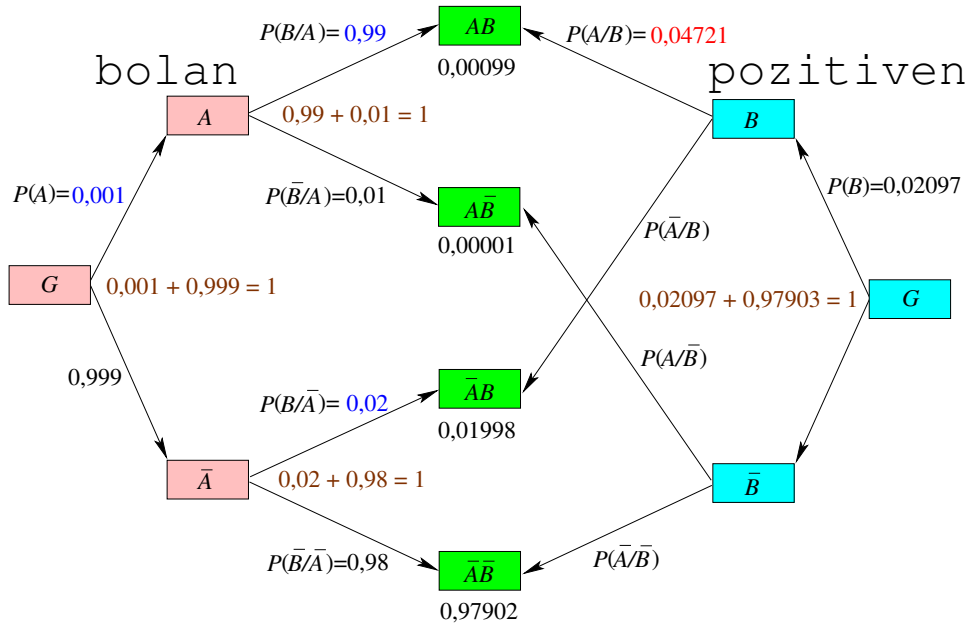 P(B/A)= 0,99
AB
P(A/B)= 0,04721
0,00099
bolan
pozitiven
A
0,99 + 0,01 = 1
B
P(A)= 0,001
P(B̅/A)=0,01
AB̅
P(B)=0,02097
0,00001
P(A̅/B)
G
0,001 + 0,999 = 1
0,02097 + 0,97903 = 1
G
0,999
P(A/B̅)
P(B/A̅)= 0,02
A̅B
0,01998
A̅
0,02 + 0,98 = 1
B̅
P(B̅/A̅)=0,98
A̅B̅
P(A̅/B̅)
0,97902